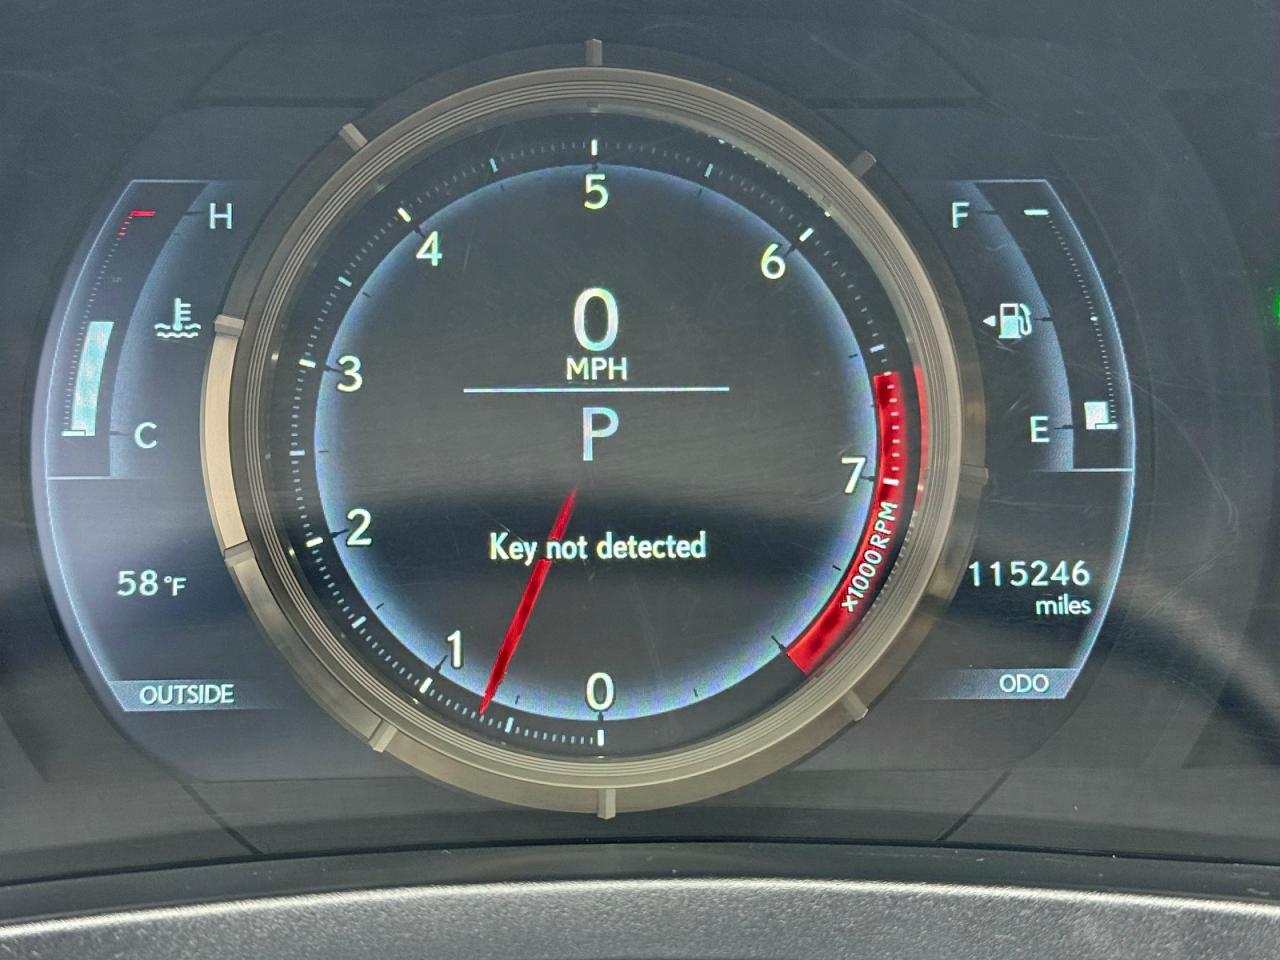 H
C
58°F
OUTSIDE
5
4
6
3
7
2
1
0
0
MPH
P
Key not detected
x1000RPM
F
E
115246
miles
ODO